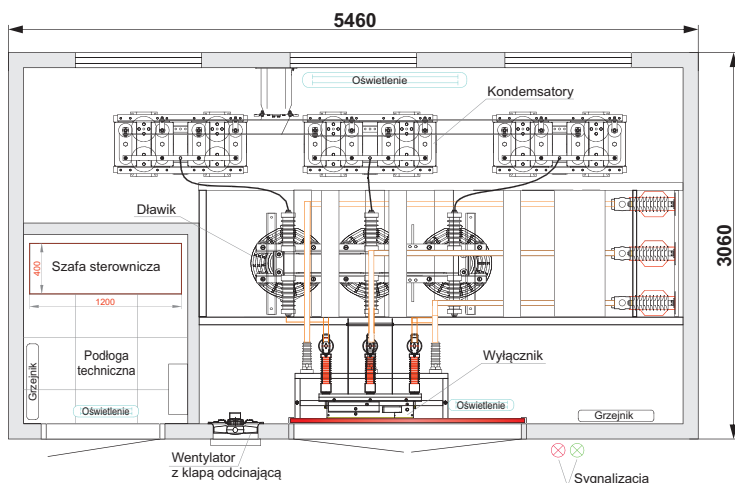 5460
Oświetlenie
Kondemsatory
Dławik
3060
400
Szafa sterownicza
1200
Podłoga
techniczna
Grzejnik
Oświetlenie
Wyłącznik
Oświetlenie
Grzejnik
Wentylator
z klapą odcinającą
Sygnalizacja